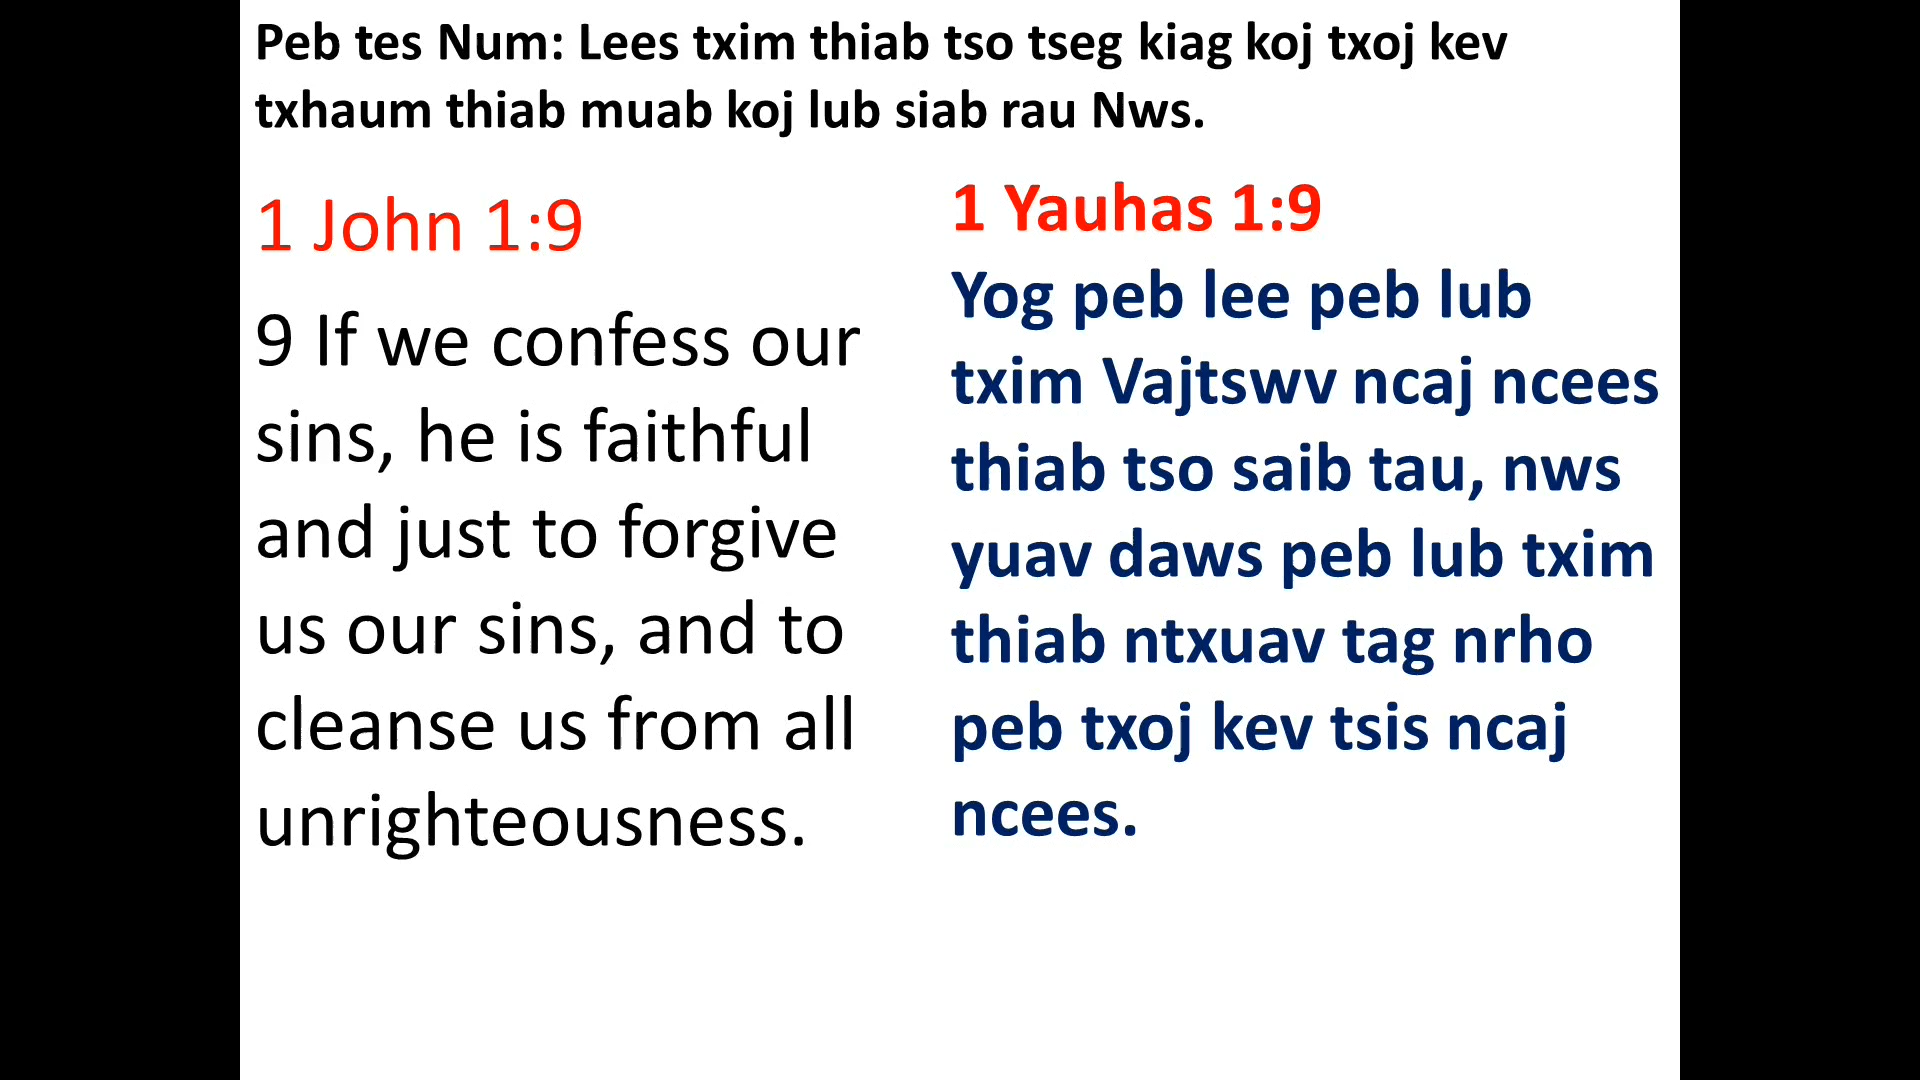 Peb tes Num: Lees txim thiab tso tseg kiag koj txoj kev
txhaum thiab muab koj lub siab rau Nws.
1 John 1:9
9 If we confess our
sins, he is faithful
and just to forgive
us our sins, and to
cleanse us from all
unrighteousness.
1 Yauhas 1:9
Yog peb lee peb lub
txim Vajtswv ncaj ncees
thiab tso saib tau, nws
yuav daws peb lub txim
thiab ntxuav tag nrho
peb txoj kev tsis ncaj
ncees.